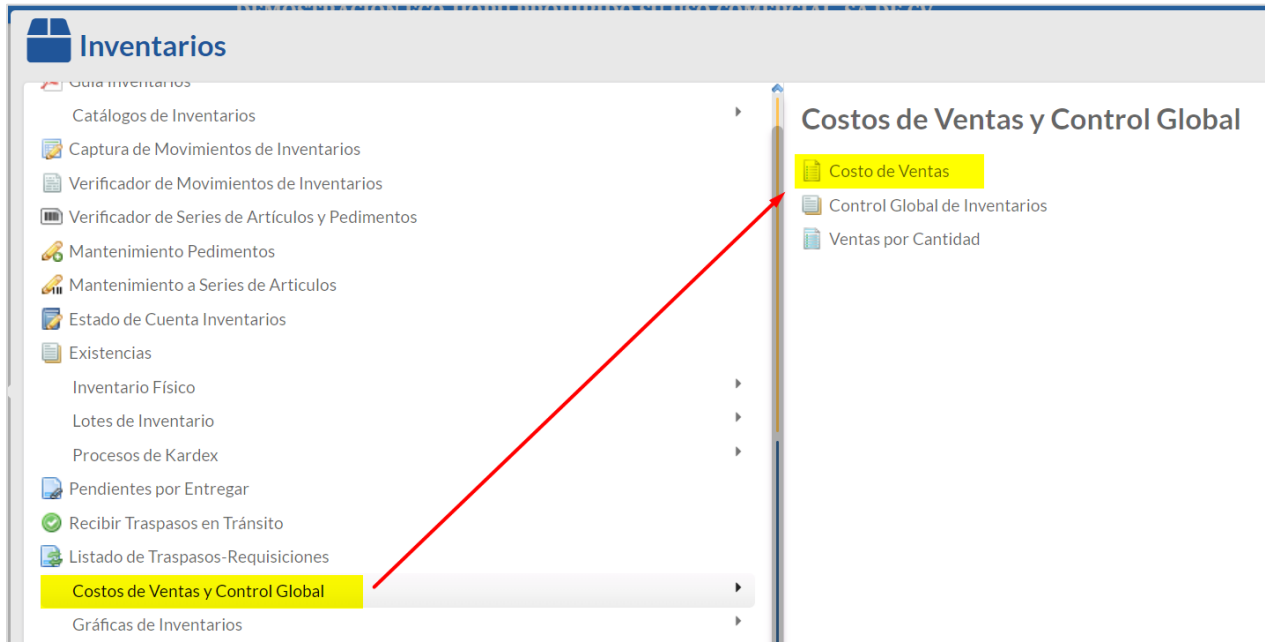 Inventarios
Guía Inventarios
Catálogos de Inventarios
Captura de Movimientos de Inventarios
Verificador de Movimientos de Inventarios
Verificador de Series de Artículos y Pedimentos
Mantenimiento Pedimentos
Mantenimiento a Series de Articulos
Estado de Cuenta Inventarios
Existencias
Inventario Físico
Lotes de Inventario
Procesos de Kardex
Pendientes por Entregar
Recibir Traspasos en Tránsito
Listado de Traspasos-Requisiciones
Costos de Ventas y Control Global
Gráficas de Inventarios
Costos de Ventas y Control Global
Costo de Ventas
Control Global de Inventarios
Ventas por Cantidad